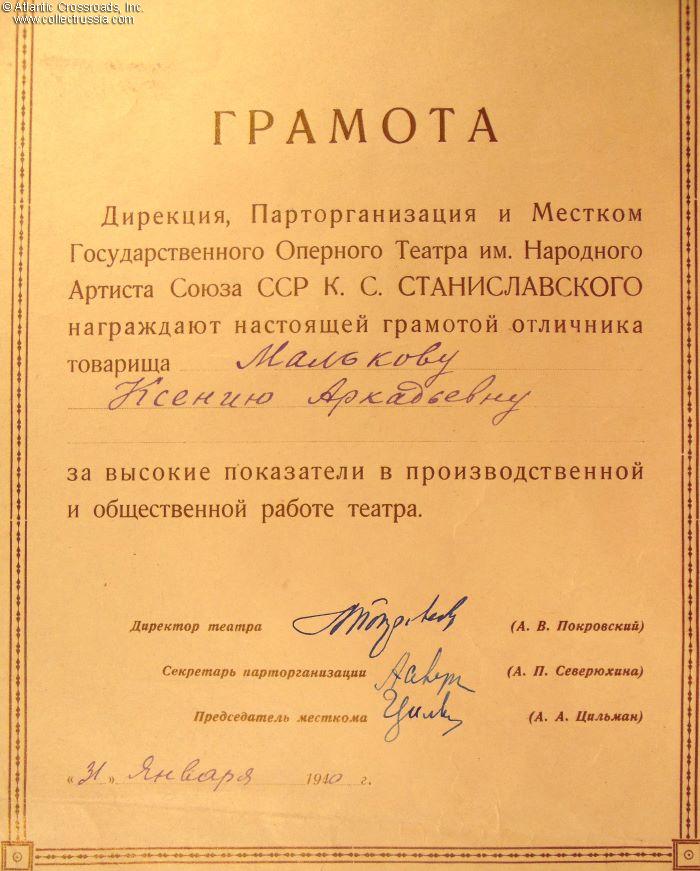 © Atlantic Crossroads, Inc.
www.collectrussia.com
ГРАМОТА
Дирекция, Парторганизация и Местком
Государственного Оперного Театра им. Народного
Артиста Союза ССР К. С. СТАНИСЛАВСКОГО
награждают настоящей грамотой отличника
товарища Малькову
Ксению Аркадьевну
за высокие показатели в производственной
и общественной работе театра.
Директор театра (А. В. Покровский)
Секретарь парторганизации (А. П. Северюхина)
Председатель месткома (А. А. Цильман)
„31" Января 1940 г.